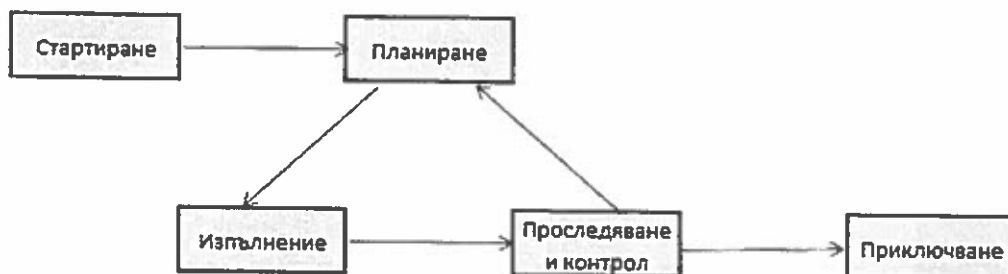 Стартиране
Планиране
Изпълнение
Проследяване
и контрол
Приключване